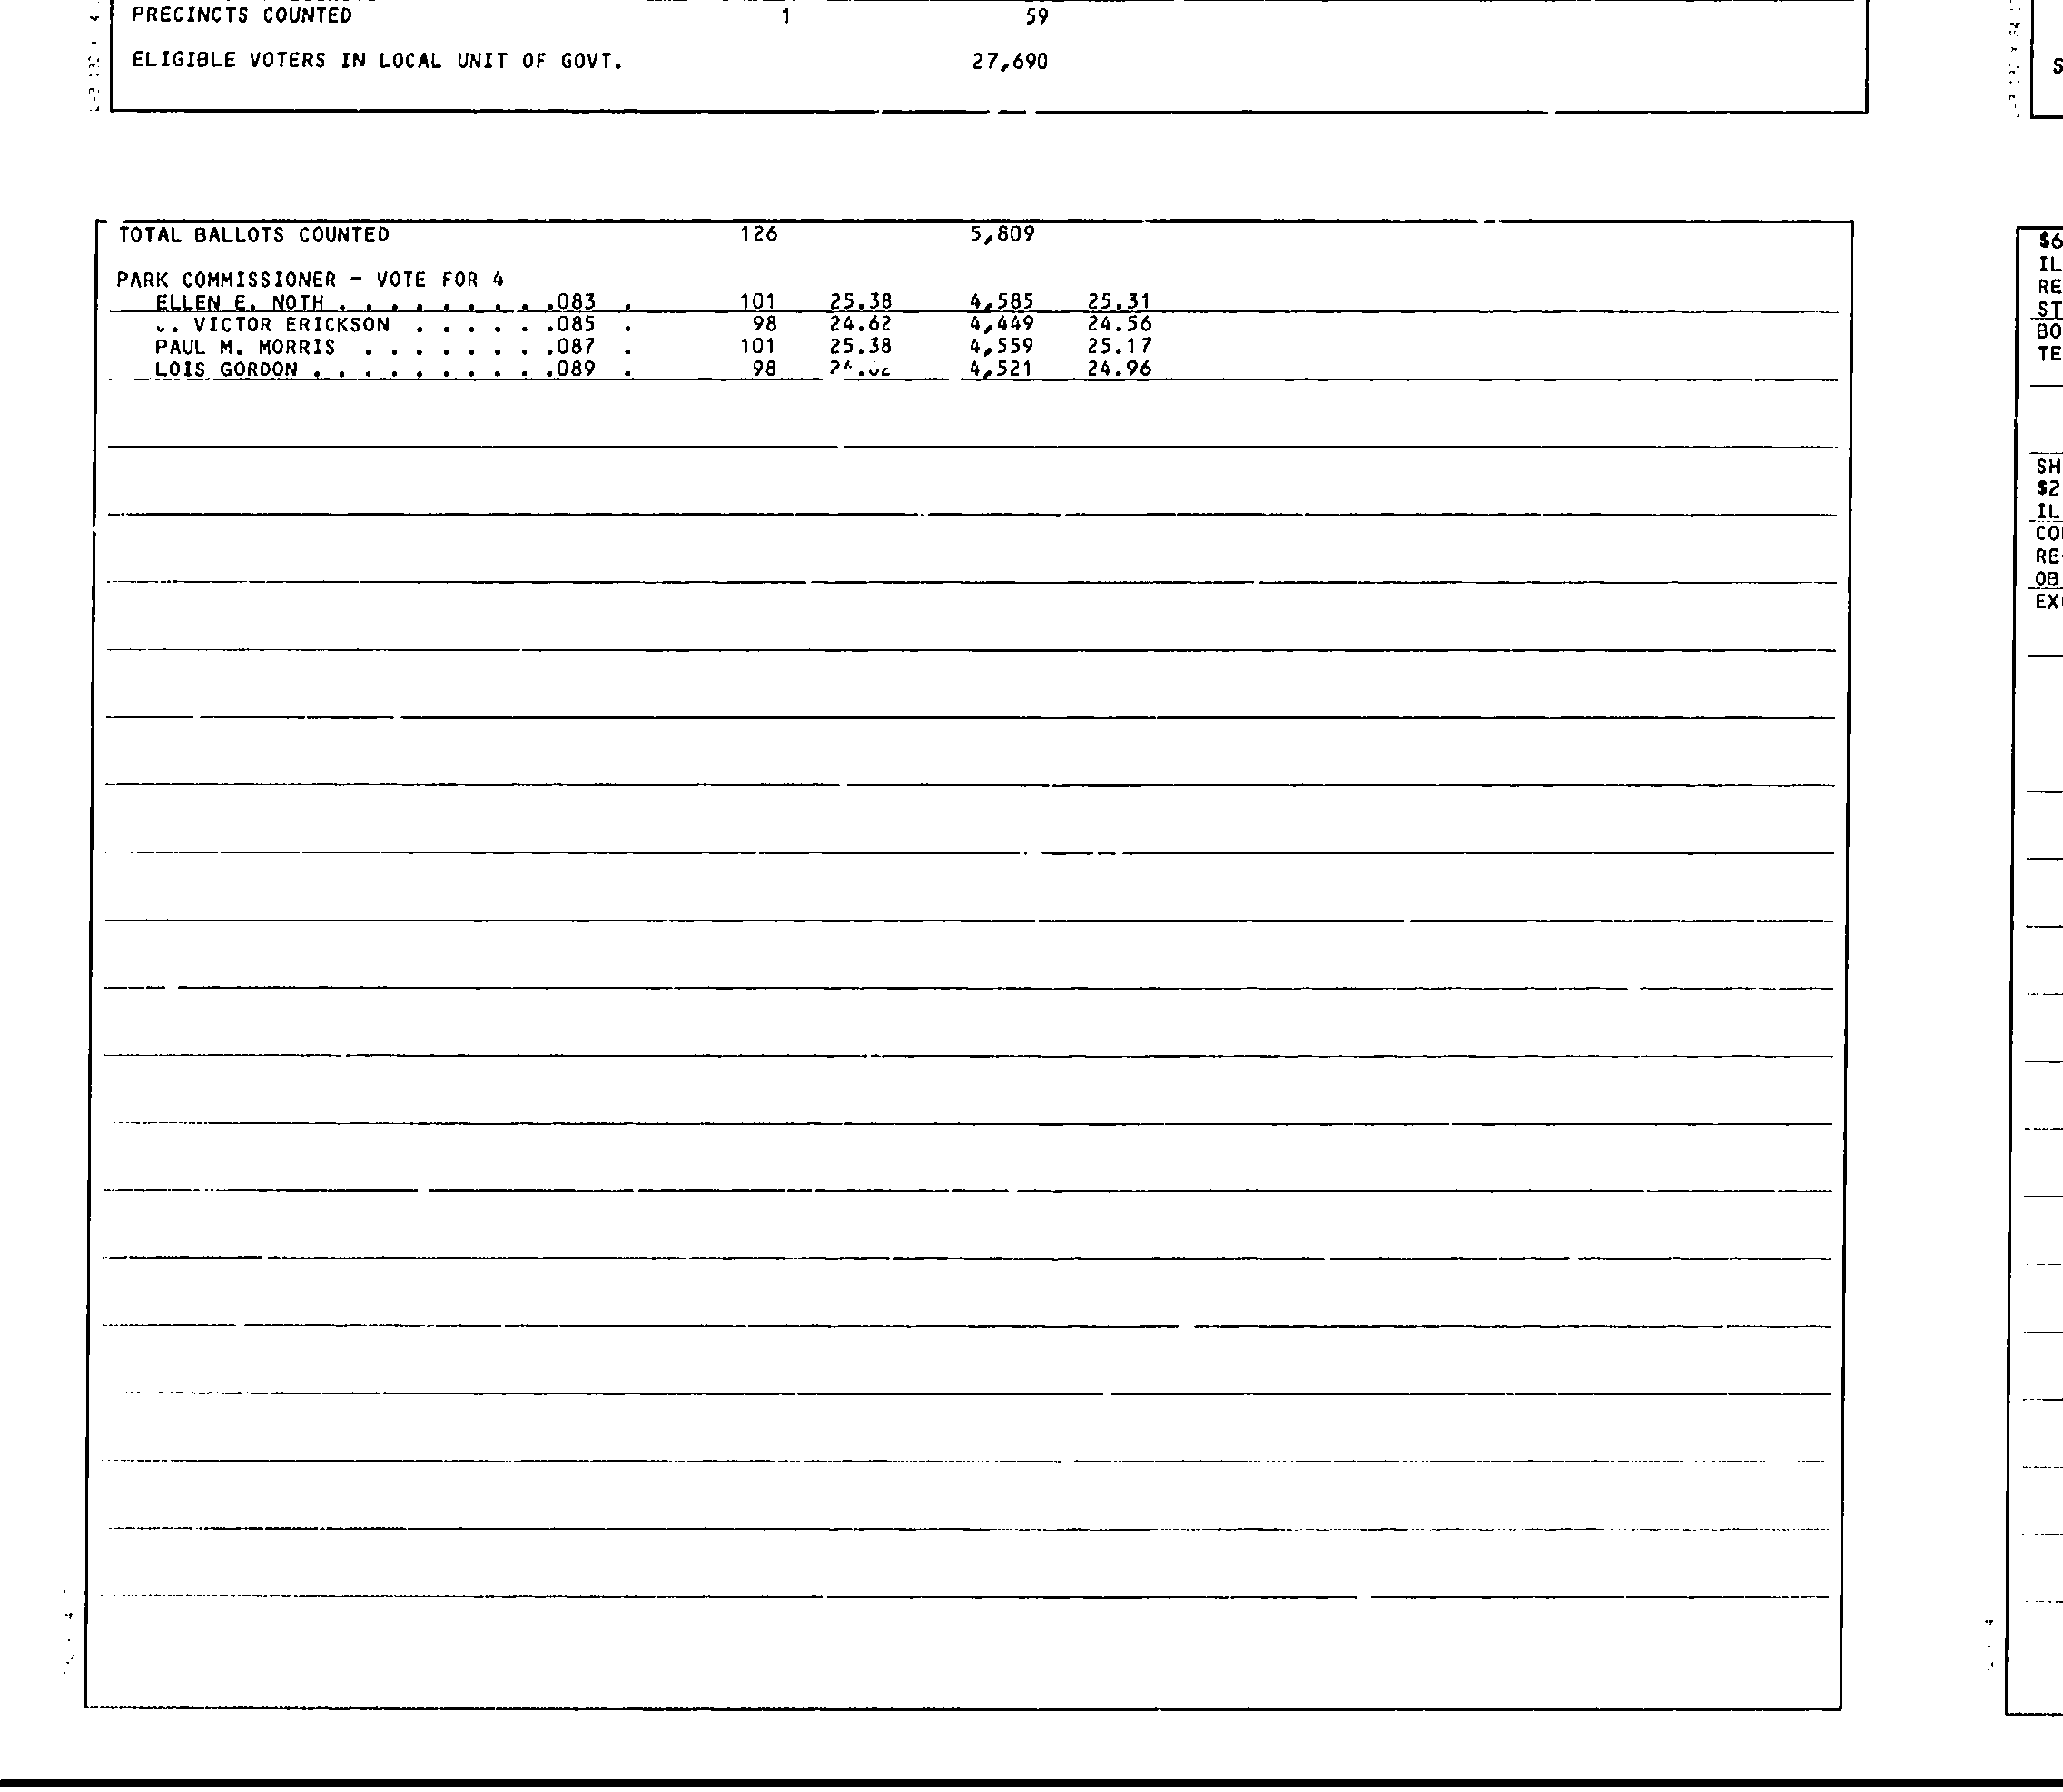 PRECINCTS COUNTED 1 59
ELIGIBLE VOTERS IN LOCAL UNIT OF GOVT. 27,690
TOTAL BALLOTS COUNTED 126 5,809
PARK COMMISSIONER - VOTE FOR 4
ELLEN E. NOTH . . . . . . . . .083 . 101 25.38 4,585 25.31
VICTOR ERICKSON . . . . . .085 . 98 24.62 4,449 24.56
PAUL M. MORRIS . . . . . . . .087 . 101 25.38 4,559 25.17
LOIS GORDON . . . . . . . . . .089 . 98 4,521 24.96
S
$6
IL
RE
ST
BO
TE
SH
$2
IL
CO
RE
OB
EX